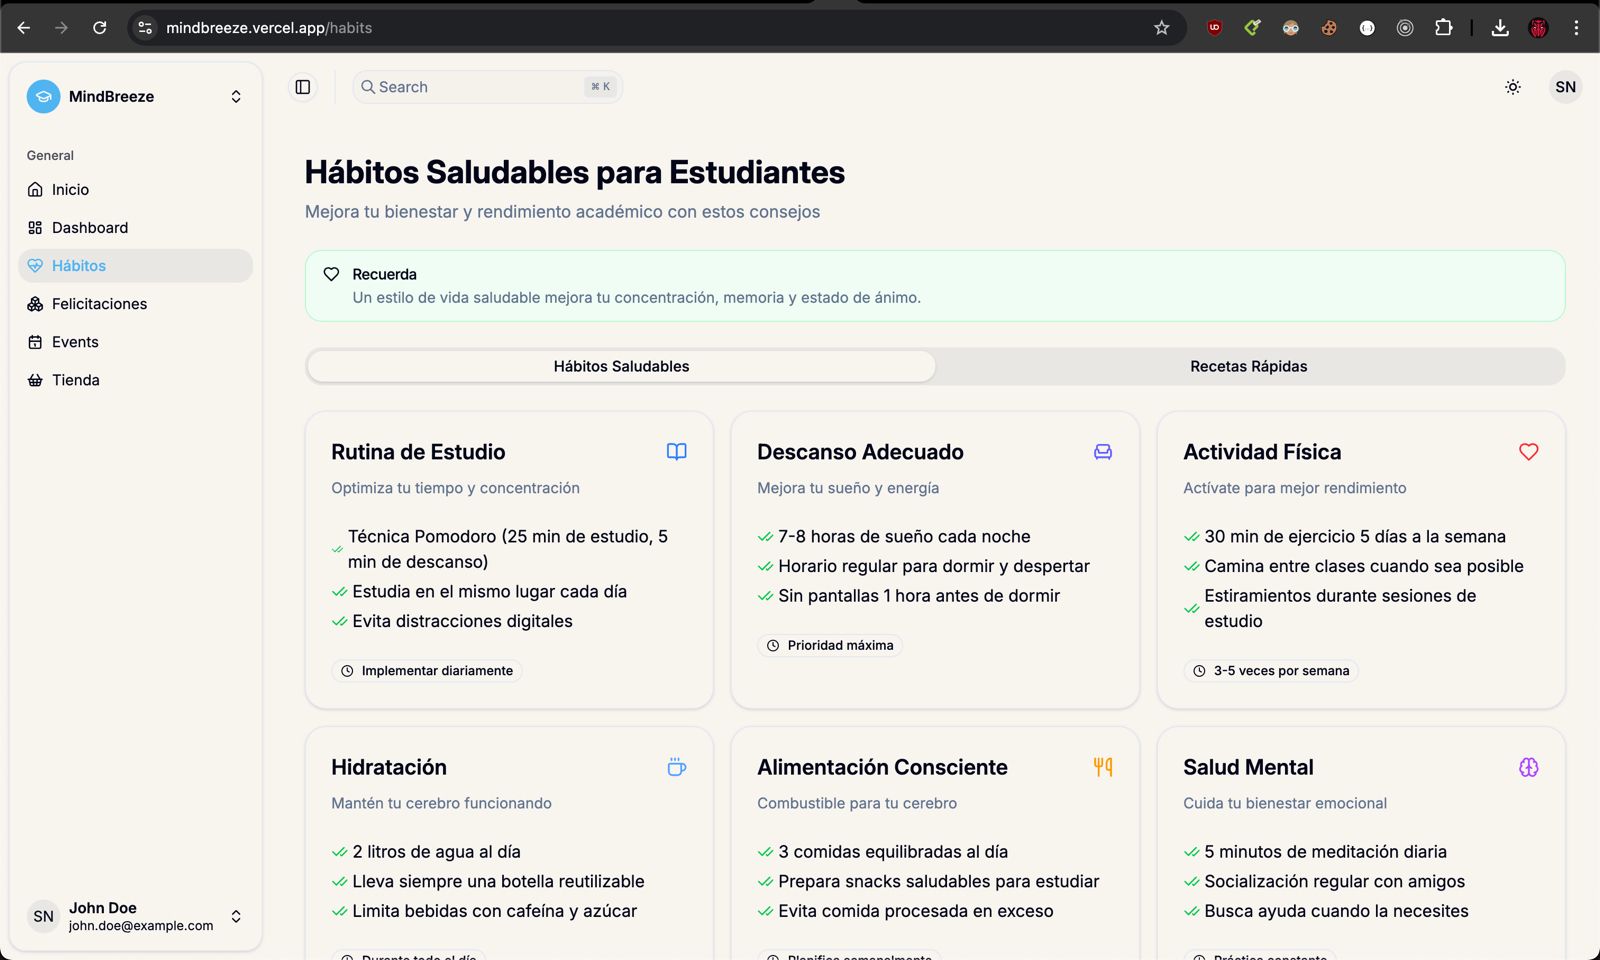 mindbreeze.vercel.app/habits
MindBreeze
Search
⌘ K
SN
General
Inicio
Dashboard
Hábitos
Felicitaciones
Events
Tienda
Hábitos Saludables para Estudiantes
Mejora tu bienestar y rendimiento académico con estos consejos
Recuerda
Un estilo de vida saludable mejora tu concentración, memoria y estado de ánimo.
Hábitos Saludables
Recetas Rápidas
Rutina de Estudio
Optimiza tu tiempo y concentración
Técnica Pomodoro (25 min de estudio, 5
min de descanso)
Estudia en el mismo lugar cada día
Evita distracciones digitales
Implementar diariamente
Descanso Adecuado
Mejora tu sueño y energía
7-8 horas de sueño cada noche
Horario regular para dormir y despertar
Sin pantallas 1 hora antes de dormir
Prioridad máxima
Actividad Física
Actívate para mejor rendimiento
30 min de ejercicio 5 días a la semana
Camina entre clases cuando sea posible
Estiramientos durante sesiones de
estudio
3-5 veces por semana
Hidratación
Mantén tu cerebro funcionando
2 litros de agua al día
Lleva siempre una botella reutilizable
Limita bebidas con cafeína y azúcar
Durante todo el día
Alimentación Consciente
Combustible para tu cerebro
3 comidas equilibradas al día
Prepara snacks saludables para estudiar
Evita comida procesada en exceso
Planifica semanalmente
Salud Mental
Cuida tu bienestar emocional
5 minutos de meditación diaria
Socialización regular con amigos
Busca ayuda cuando la necesites
Práctica constante
SN
John Doe
john.doe@example.com